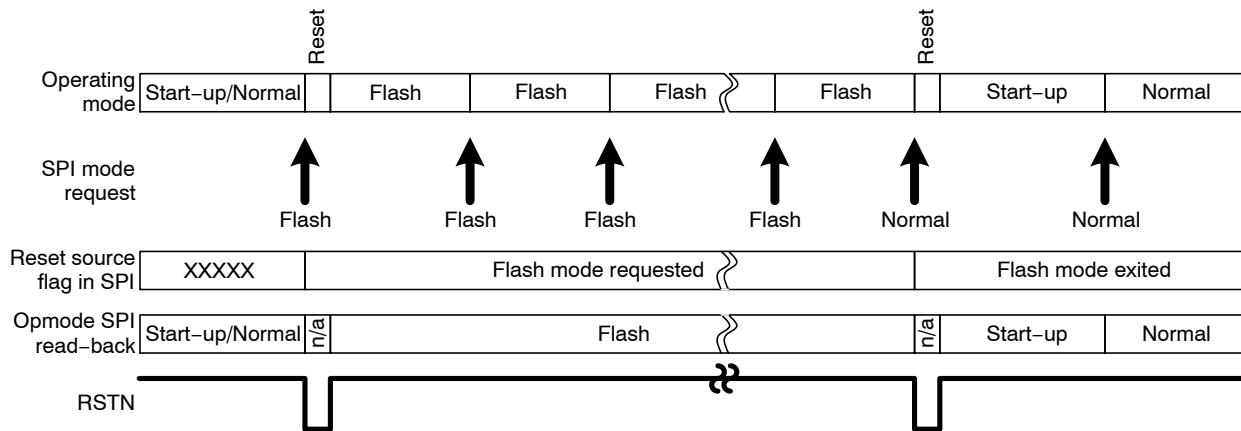 Reset
Reset
Operating
mode
Start−up/Normal
Flash
Flash
Flash
Flash
Start−up
Normal
SPI mode
request
Flash
Flash
Flash
Flash
Normal
Normal
Reset source
flag in SPI
XXXXX
Flash mode requested
Flash mode exited
Opmode SPI
read−back
Start−up/Normal
n/a
Flash
n/a
Start−up
Normal
RSTN